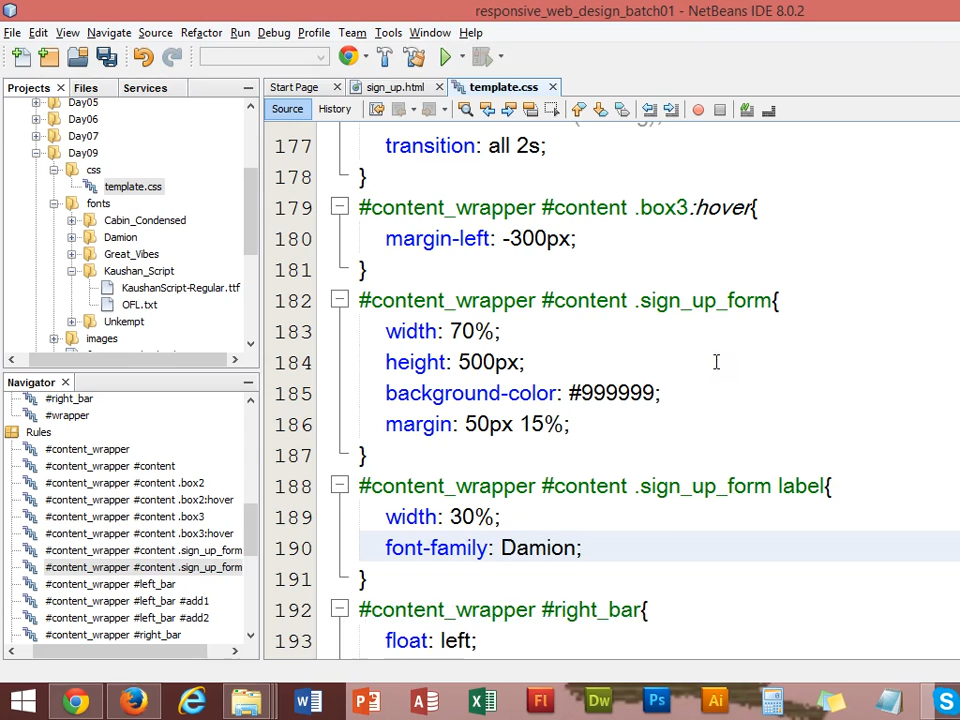 responsive_web_design_batch01 - NetBeans IDE 8.0.2
File Edit View Navigate Source Refactor Run Debug Profile Team Tools Window Help
Projects Files Services
Day05
Day06
Day07
Day09
css
template.css
fonts
Cabin_Condensed
Damion
Great_Vibes
Kaushan_Script
KaushanScript-Regular.ttf
OFL.txt
Unkempt
images
Navigator
#right_bar
#wrapper
Rules
#content_wrapper
#content_wrapper #content
#content_wrapper #content .box2
#content_wrapper #content .box2:hover
#content_wrapper #content .box3
#content_wrapper #content .box3:hover
#content_wrapper #content .sign_up_form
#content_wrapper #content .sign_up_form
#content_wrapper #left_bar
#content_wrapper #left_bar #add1
#content_wrapper #left_bar #add2
#content_wrapper #right_bar
Start Page sign_up.html template.css
Source History
177 transition: all 2s;
178 }
179 #content_wrapper #content .box3:hover{
180 margin-left: -300px;
181 }
182 #content_wrapper #content .sign_up_form{
183 width: 70%;
184 height: 500px;
185 background-color: #999999;
186 margin: 50px 15%;
187 }
188 #content_wrapper #content .sign_up_form label{
189 width: 30%;
190 font-family: Damion;
191 }
192 #content_wrapper #right_bar{
193 float: left;